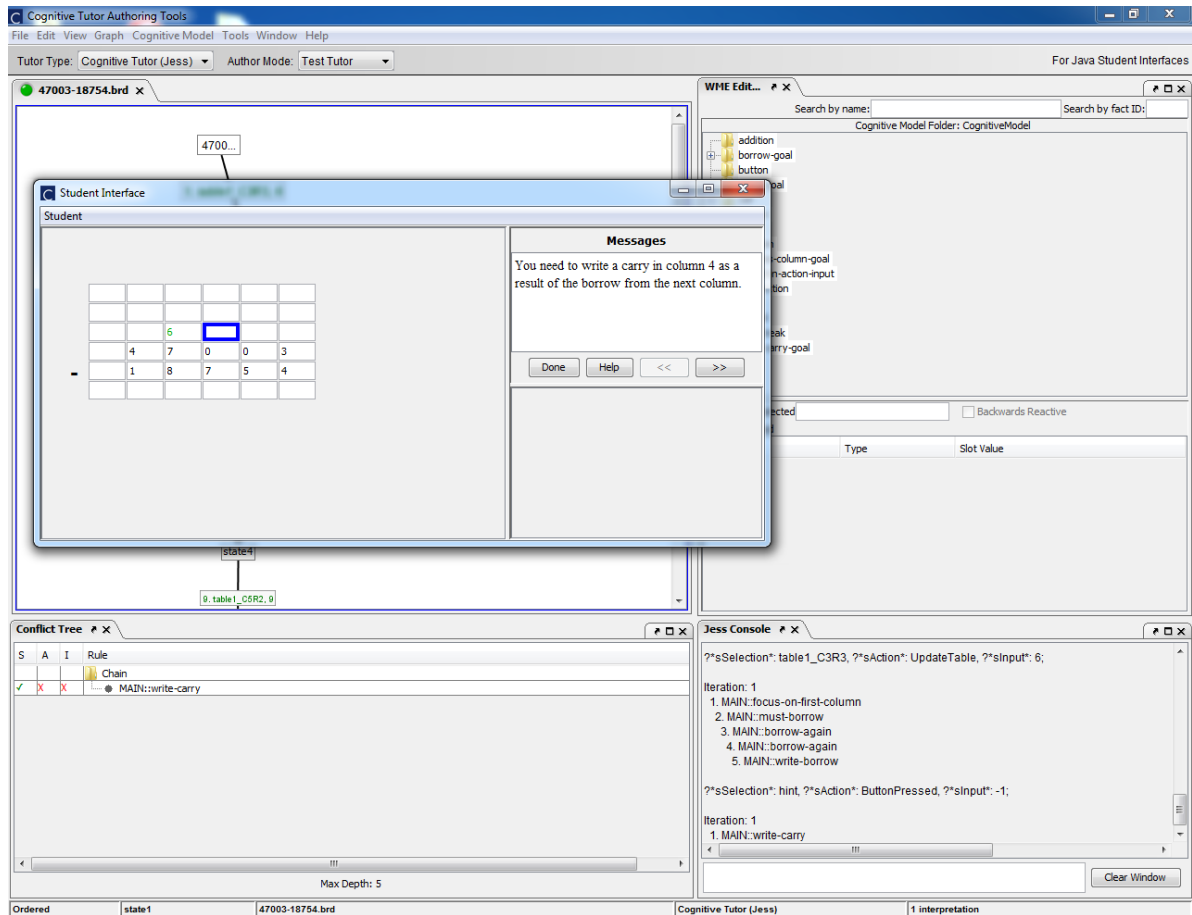 Cognitive Tutor Authoring Tools
File Edit View Graph Cognitive Model Tools Window Help
Tutor Type: Cognitive Tutor (Jess) Author Mode: Test Tutor For Java Student Interfaces
47003-18754.brd
4700...
Student Interface
Student
Messages
You need to write a carry in column 4 as a
result of the borrow from the next column.
6
4 7 0 0 3
- 1 8 7 5 4
Done Help << >>
state4
9. table1_C5R2, 9
WME Edit...
Search by name: Search by fact ID:
Cognitive Model Folder: CognitiveModel
addition
borrow-goal
button
-column-goal
n-action-input
Backwards Reactive
Type Slot Value
Conflict Tree
S A I Rule
Chain
✓ X X MAIN::write-carry
Max Depth: 5
Jess Console
?*sSelection*: table1_C3R3, ?*sAction*: UpdateTable, ?*sInput*: 6;
Iteration: 1
1. MAIN::focus-on-first-column
2. MAIN::must-borrow
3. MAIN::borrow-again
4. MAIN::borrow-again
5. MAIN::write-borrow
?*sSelection*: hint, ?*sAction*: ButtonPressed, ?*sInput*: -1;
Iteration: 1
1. MAIN::write-carry
Clear Window
Ordered state1 47003-18754.brd Cognitive Tutor (Jess) 1 interpretation